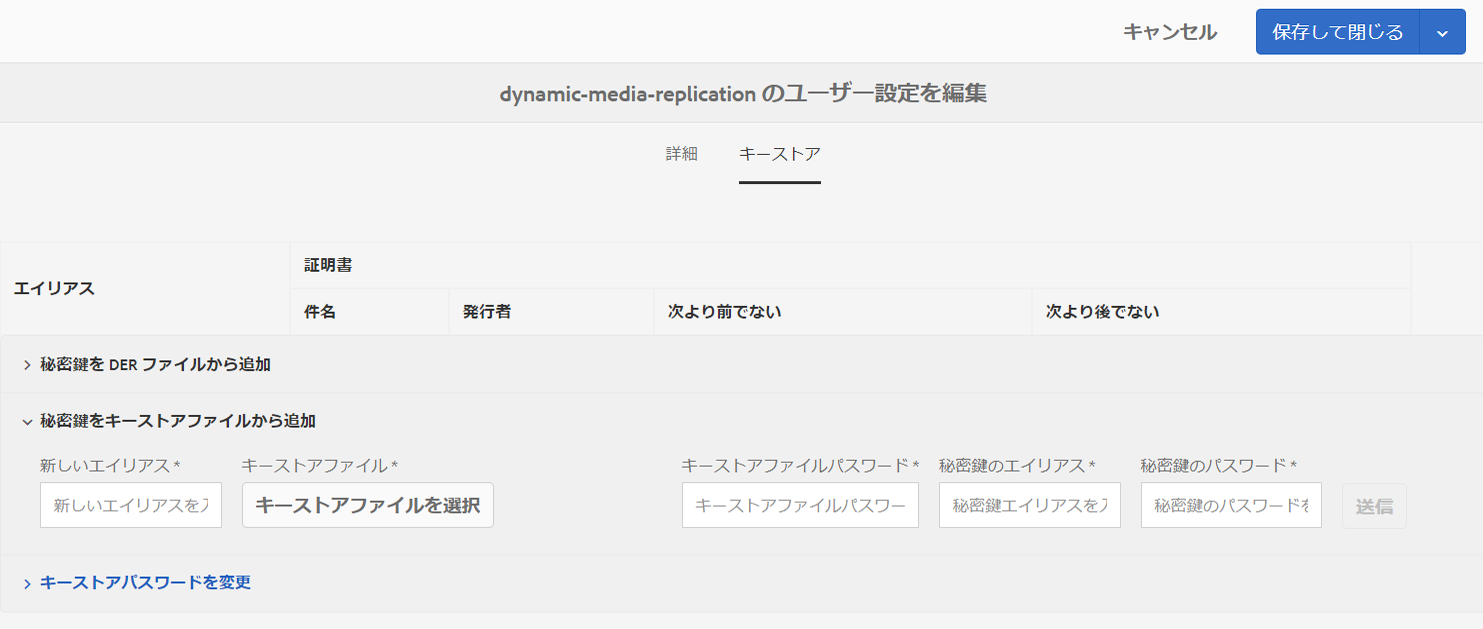 キャンセル 保存して閉じる
dynamic-media-replication のユーザー設定を編集
詳細 キーストア
エイリアス 証明書
件名 発行者 次より前でない 次より後でない
秘密鍵を DER ファイルから追加
秘密鍵をキーストアファイルから追加
新しいエイリアス * キーストアファイル * キーストアファイルパスワード * 秘密鍵のエイリアス * 秘密鍵のパスワード *
新しいエイリアスを入 キーストアファイルを選択 キーストアファイルパスワー 秘密鍵エイリアスを入 秘密鍵のパスワードを 送信
キーストアパスワードを変更